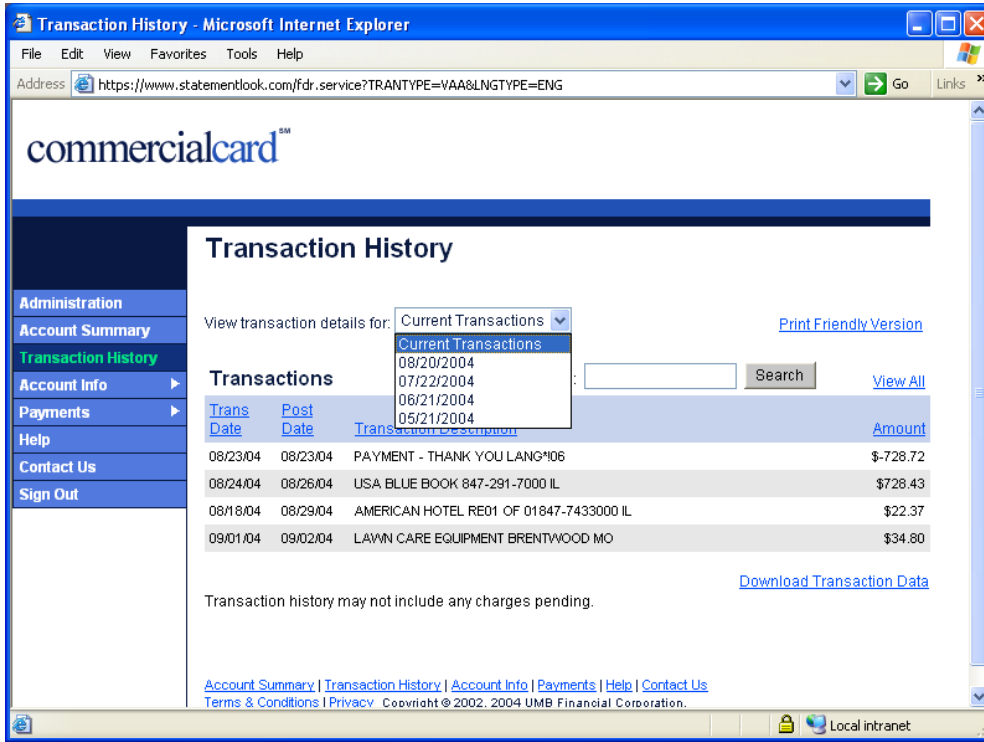 Transaction History - Microsoft Internet Explorer
File Edit View Favorites Tools Help
Address https://www.statementlook.com/fdr.service?TRANTYPE=VAA&LNGTYPE=ENG Go Links »
commercialcard℠
Transaction History
Administration
Account Summary
Transaction History
Account Info
Payments
Help
Contact Us
Sign Out
View transaction details for: Current Transactions Print Friendly Version
Current Transactions
08/20/2004
07/22/2004
06/21/2004
05/21/2004
Transactions : Search View All
Trans Date Post Date Transaction Description Amount
08/23/04 08/23/04 PAYMENT - THANK YOU LANG*!06 $-728.72
08/24/04 08/26/04 USA BLUE BOOK 847-291-7000 IL $728.43
08/18/04 08/29/04 AMERICAN HOTEL RE01 OF 01847-7433000 IL $22.37
09/01/04 09/02/04 LAWN CARE EQUIPMENT BRENTWOOD MO $34.80
Download Transaction Data
Transaction history may not include any charges pending.
Account Summary | Transaction History | Account Info | Payments | Help | Contact Us
Terms & Conditions | Privacy Copyright © 2002, 2004 UMB Financial Corporation.
Local intranet